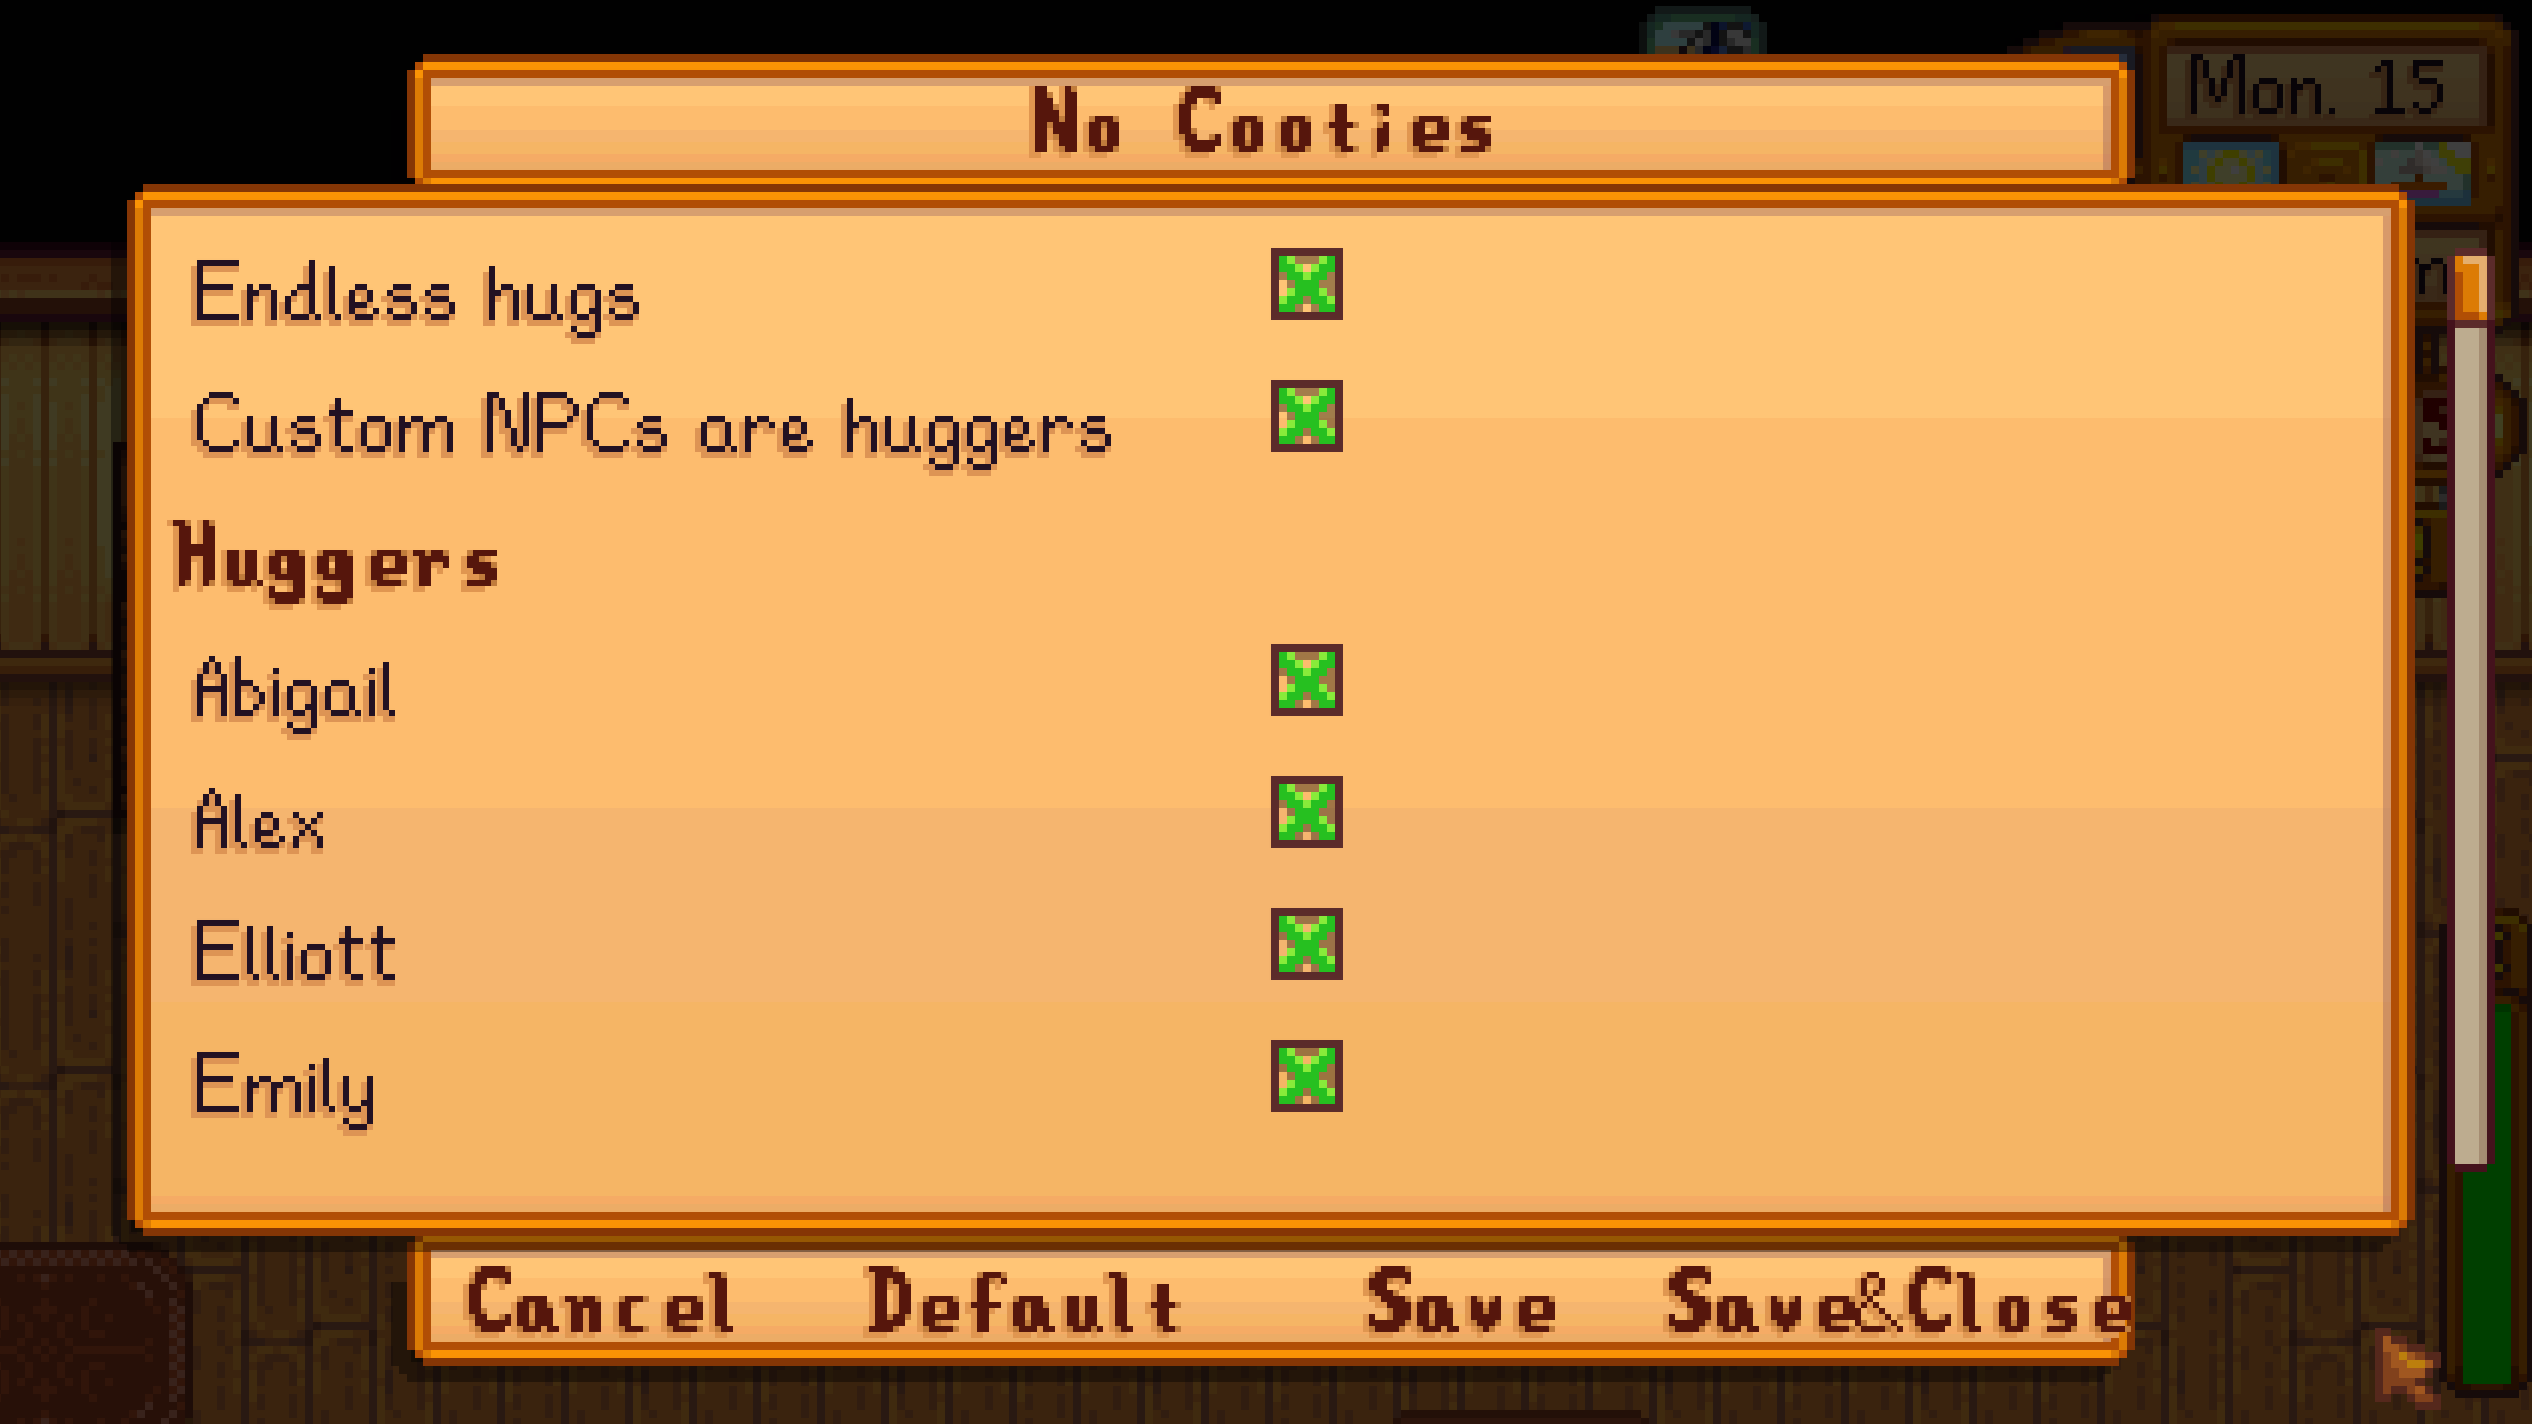 Mon. 15
No Cooties
Endless hugs
Custom NPCs are huggers
Huggers
Abigail
Alex
Elliott
Emily
Cancel Default Save Save&Close